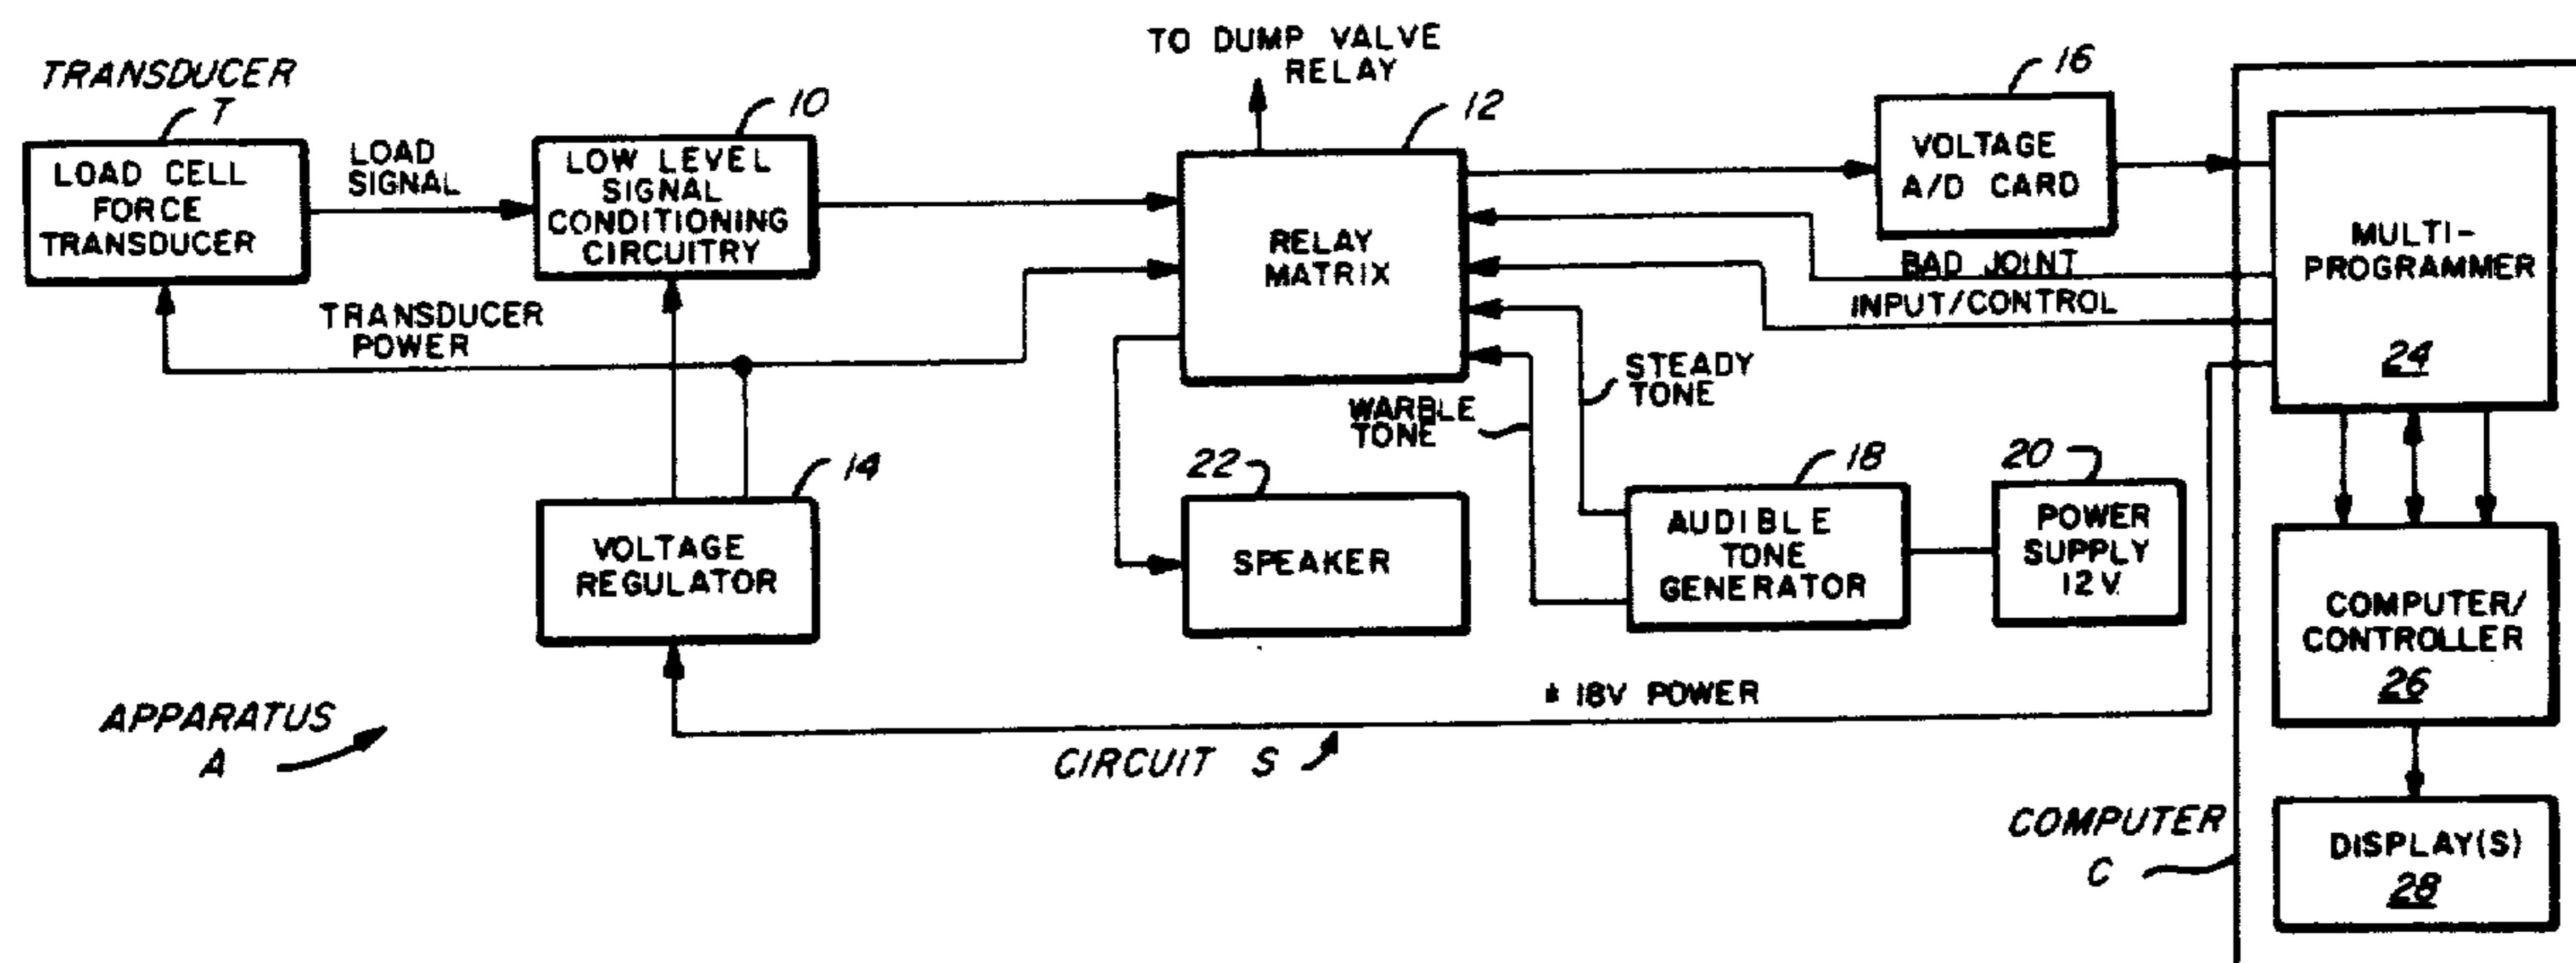 TO DUMP VALVE
RELAY
TRANSDUCER
T
10
12
16
LOAD CELL
FORCE
TRANSDUCER
LOAD
SIGNAL
LOW LEVEL
SIGNAL
CONDITIONING
CIRCUITRY
RELAY
MATRIX
VOLTAGE
A/D CARD
MULTI-
PROGRAMMER
24
BAD JOINT
INPUT/CONTROL
TRANSDUCER
POWER
STEADY
TONE
WARBLE
TONE
14
22
18
20
VOLTAGE
REGULATOR
SPEAKER
AUDIBLE
TONE
GENERATOR
POWER
SUPPLY
12V.
COMPUTER/
CONTROLLER
26
18V POWER
APPARATUS
A
CIRCUIT S
COMPUTER
C
DISPLAY(S)
28